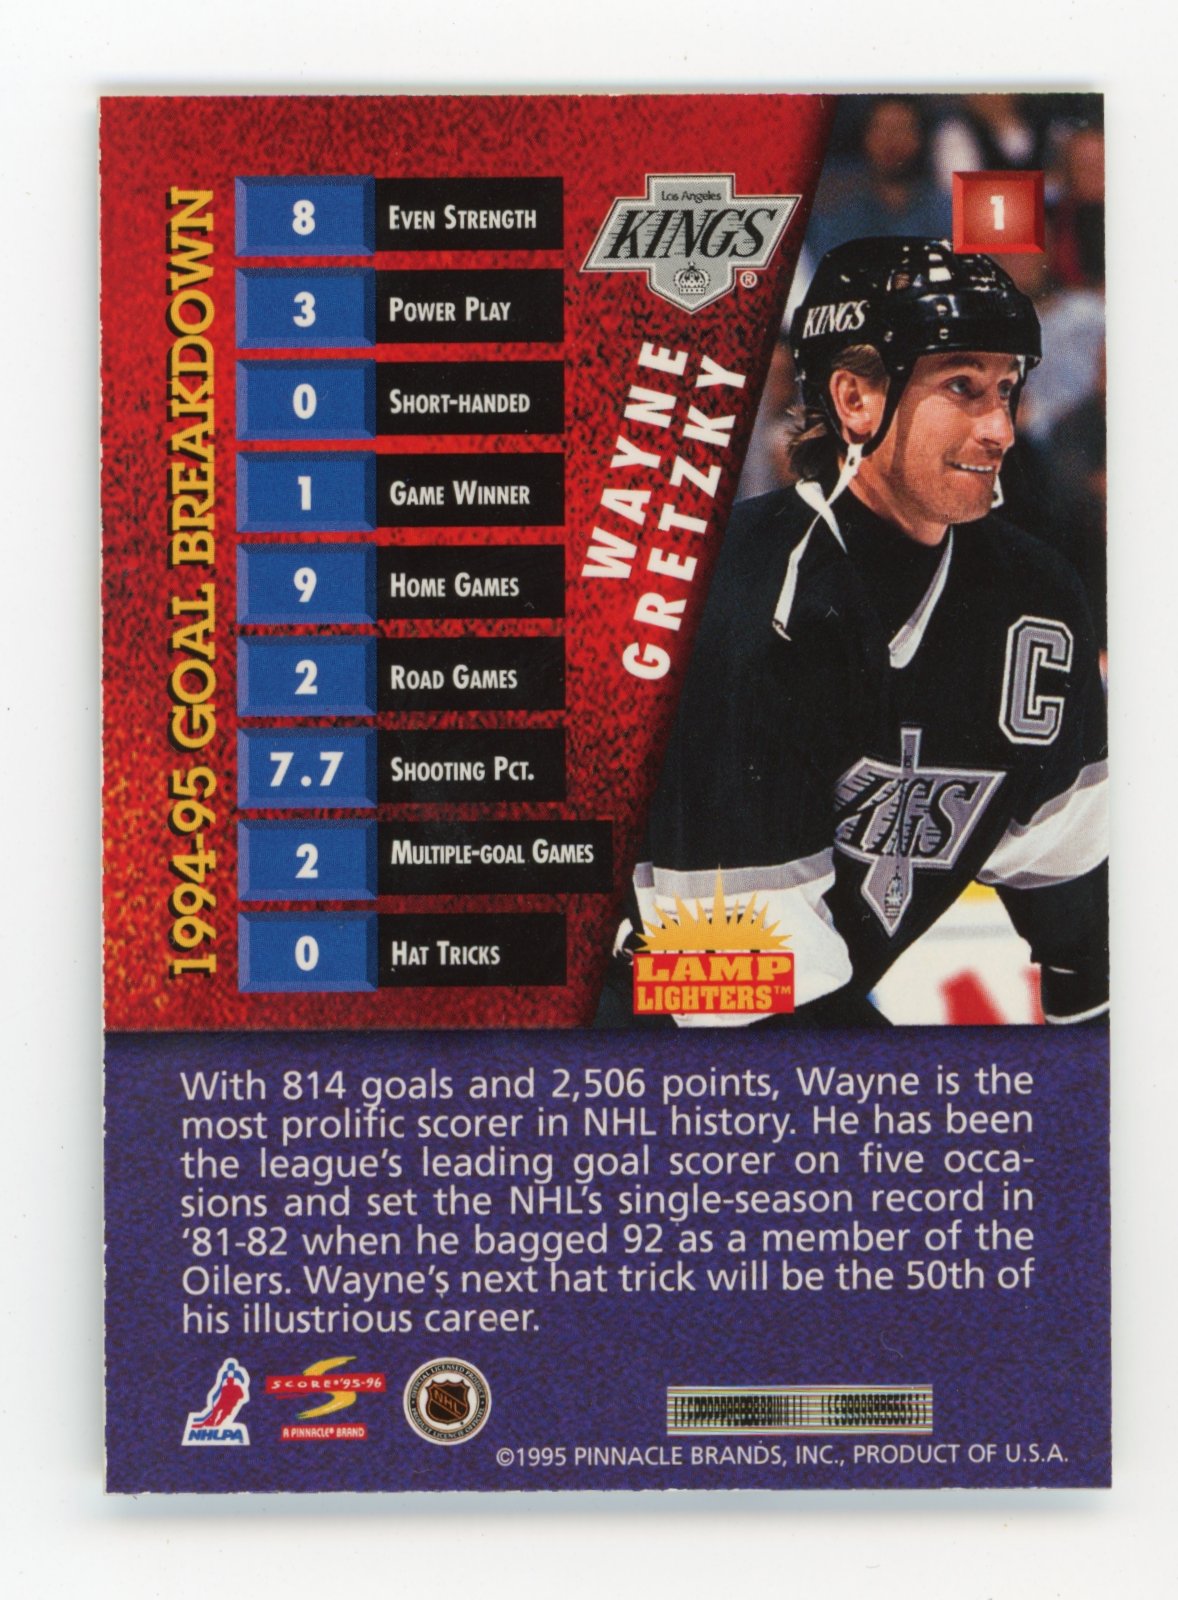 1994-95 GOAL BREAKDOWN
8 EVEN STRENGTH
3 POWER PLAY
0 SHORT-HANDED
1 GAME WINNER
9 HOME GAMES
2 ROAD GAMES
7.7 SHOOTING PCT.
2 MULTIPLE-GOAL GAMES
0 HAT TRICKS
Los Angeles
KINGS
®
WAYNE
GRETZKY
1
KINGS
C
KINGS
LAMP
LIGHTERS™
With 814 goals and 2,506 points, Wayne is the
most prolific scorer in NHL history. He has been
the league's leading goal scorer on five occa-
sions and set the NHL's single-season record in
'81-82 when he bagged 92 as a member of the
Oilers. Wayne's next hat trick will be the 50th of
his illustrious career.
NHLPA
SCORE® '95-96
A PINNACLE® BRAND
NHL
©1995 PINNACLE BRANDS, INC., PRODUCT OF U.S.A.